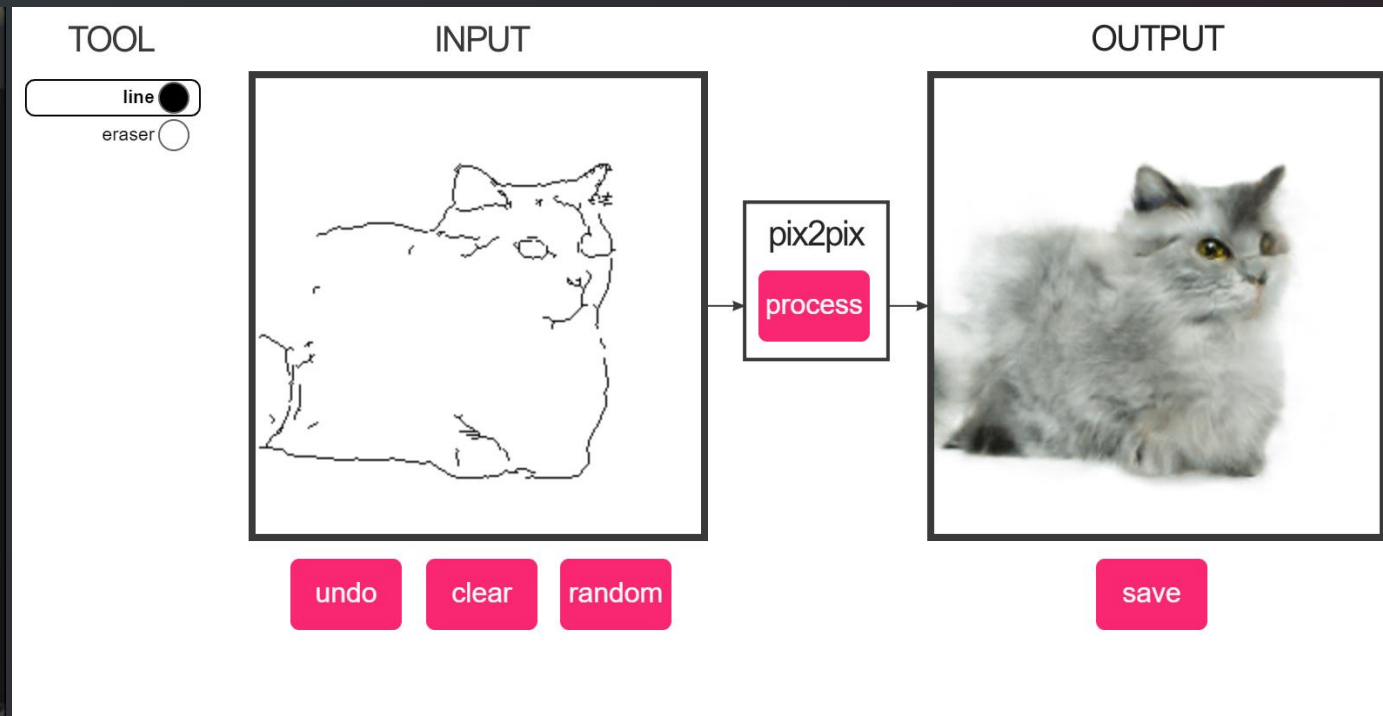 TOOL
INPUT
OUTPUT
line
eraser
pix2pix
process
undo
clear
random
save